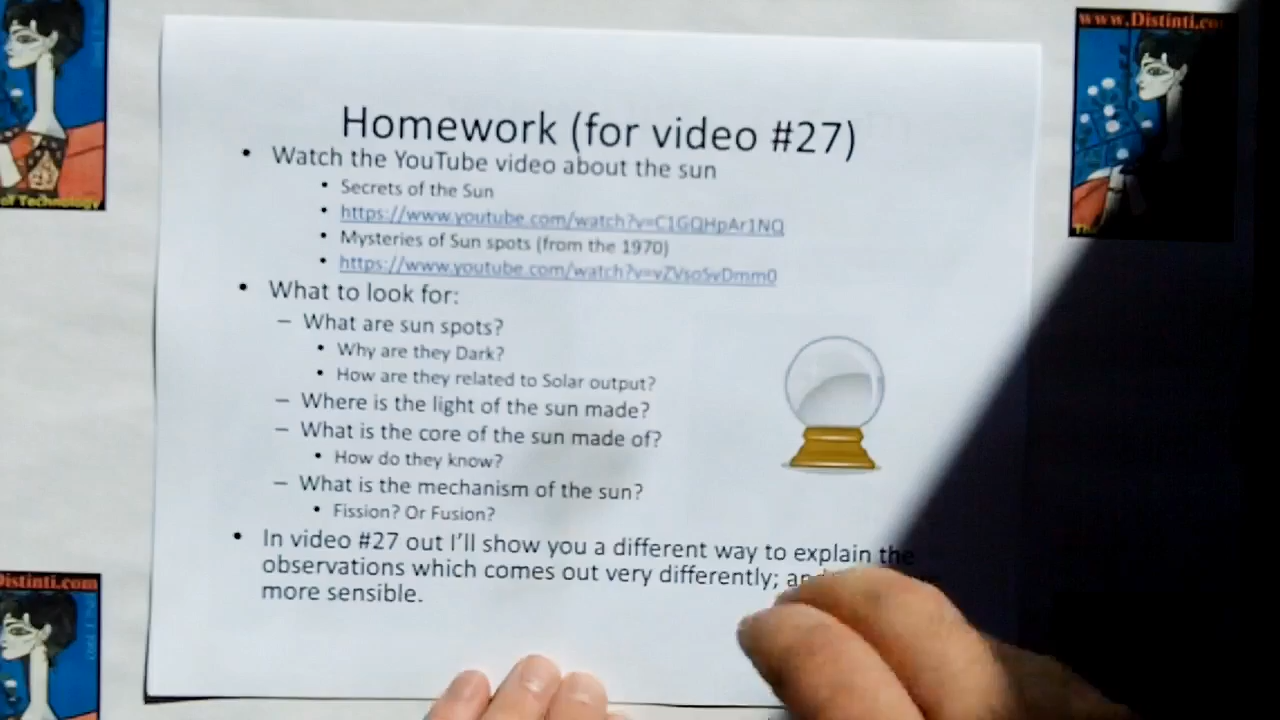 www.Distinti.co
Homework (for video #27)
• Watch the YouTube video about the sun
• Secrets of the Sun
• https://www.youtube.com/watch?v=C1GQHpAr1NQ
• Mysteries of Sun spots (from the 1970)
• https://www.youtube.com/watch?v=vZVsoSvDmm0
• What to look for:
– What are sun spots?
• Why are they Dark?
• How are they related to Solar output?
– Where is the light of the sun made?
– What is the core of the sun made of?
• How do they know?
– What is the mechanism of the sun?
• Fission? Or Fusion?
• In video #27 out I'll show you a different way to explain the
observations which comes out very differently;
more sensible.
of Technology
istinti.com